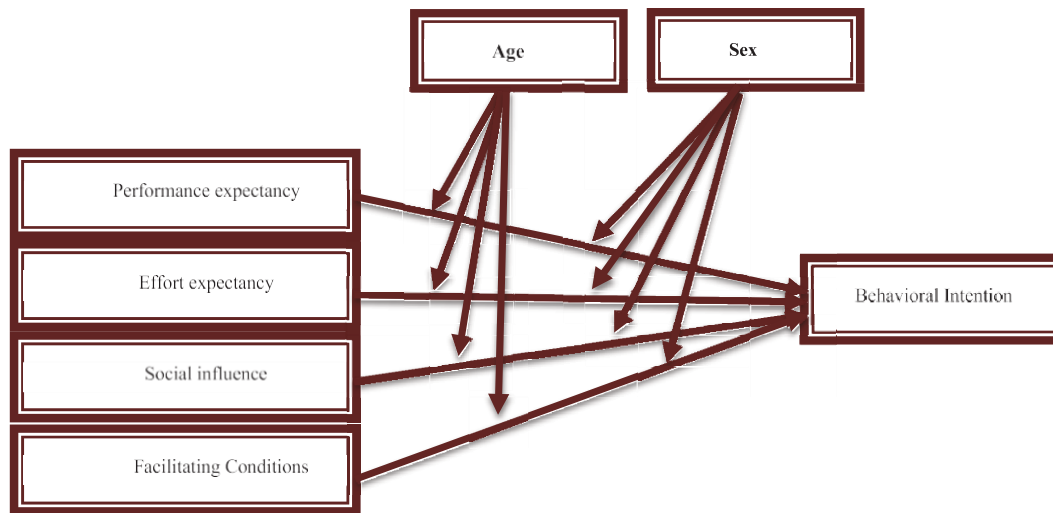 Age
Sex
Performance expectancy
Effort expectancy
Behavioral Intention
Social influence
Facilitating Conditions